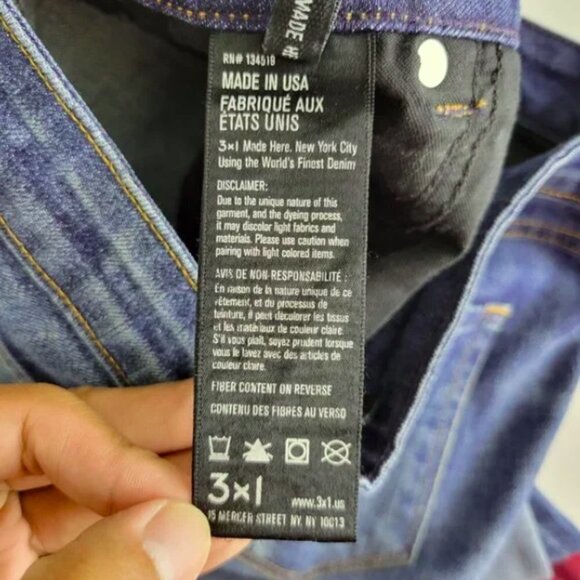 MADE
RN# 134518
MADE IN USA
FABRIQUÉ AUX
ÉTATS UNIS
3×1 Made Here. New York City
Using the World's Finest Denim
DISCLAIMER:
Due to the unique nature of this
garment, and the dyeing process,
it may discolor light fabrics and
materials. Please use caution when
pairing with light colored items.
AVIS DE NON-RESPONSABILITÉ :
En raison de la nature unique de ce
vêtement, et du processus de
teinture, il peut décolorer les tissus
et les matériaux de couleur claire.
S'il vous plaît, soyez prudent lorsque
vous le lavez avec des articles de
couleur claire.
FIBER CONTENT ON REVERSE
CONTENU DES FIBRES AU VERSO
3×1
www.3x1.us
15 MERCER STREET NY, NY 10013